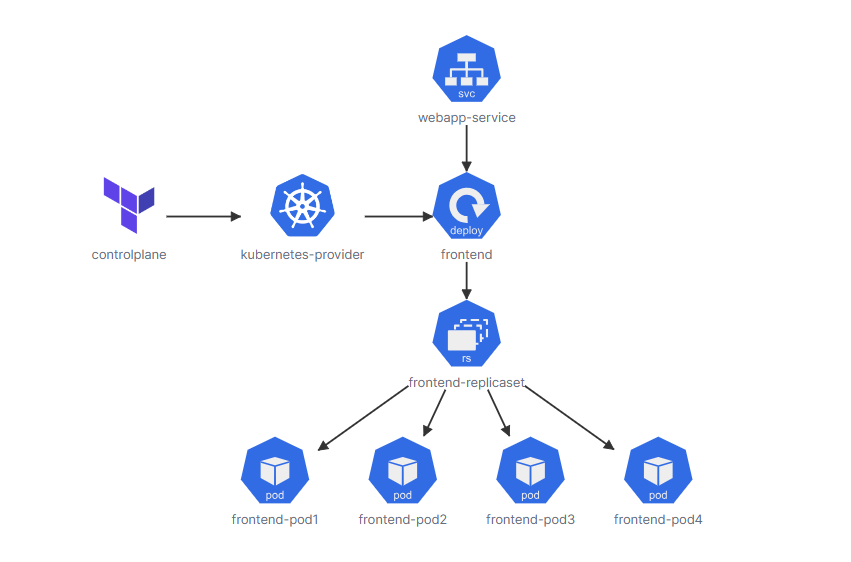 svc
webapp-service
controlplane
kubernetes-provider
deploy
frontend
rs
frontend-replicaset
pod
frontend-pod1
pod
frontend-pod2
pod
frontend-pod3
pod
frontend-pod4